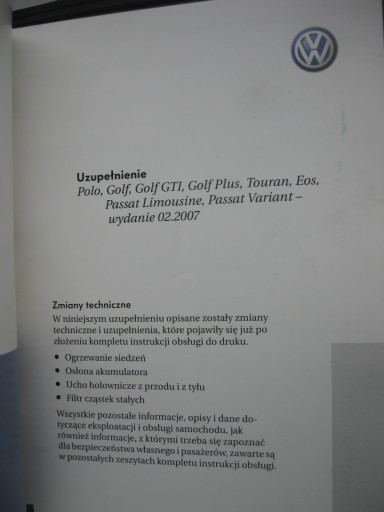 Uzupełnienie
Polo, Golf, Golf GTI, Golf Plus, Touran, Eos,
Passat Limousine, Passat Variant –
wydanie 02.2007
Zmiany techniczne
W niniejszym uzupełnieniu opisane zostały zmiany
techniczne i uzupełnienia, które pojawiły się już po
złożeniu kompletu instrukcji obsługi do druku.
• Ogrzewanie siedzeń
• Osłona akumulatora
• Ucho holownicze z przodu i z tyłu
• Filtr cząstek stałych
Wszystkie pozostałe informacje, opisy i dane do-
tyczące eksploatacji i obsługi samochodu, jak
również informacje, z którymi trzeba się zapoznać
dla bezpieczeństwa własnego i pasażerów, zawarte są
w pozostałych zeszytach kompletu instrukcji obsługi.